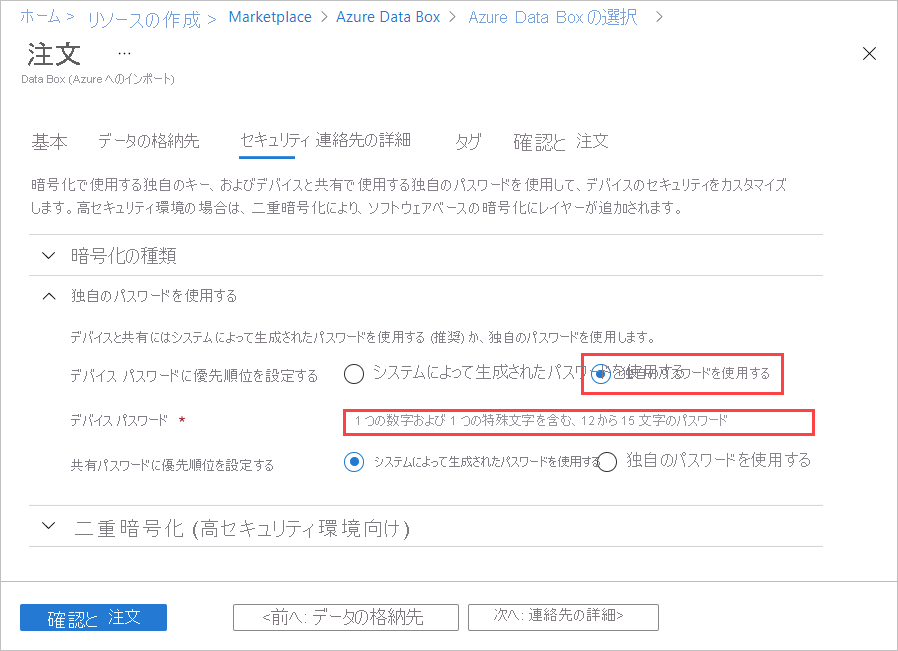 ホーム > リソースの作成 > Marketplace > Azure Data Box > Azure Data Boxの選択 >
注文 ...
Data Box (Azureへのインポート)
基本 データの格納先 セキュリティ 連絡先の詳細 タグ 確認と 注文
暗号化で使用する独自のキー、およびデバイスと共有で使用する独自のパスワードを使用して、デバイスのセキュリティをカスタマイズ
します。高セキュリティ環境の場合は、二重暗号化により、ソフトウェアベースの暗号化にレイヤーが追加されます。
暗号化の種類
独自のパスワードを使用する
デバイスと共有にはシステムによって生成されたパスワードを使用する (推奨) か、独自のパスワードを使用します。
デバイス パスワードに優先順位を設定する システムによって生成されたパスワードを使用する 独自のパスワードを使用する
デバイス パスワード * 1つの数字および 1つの特殊文字を含む、12から15 文字のパスワード
共有パスワードに優先順位を設定する システムによって生成されたパスワードを使用する 独自のパスワードを使用する
二重暗号化 (高セキュリティ環境向け)
確認と 注文 <前へ: データの格納先 次へ: 連絡先の詳細>